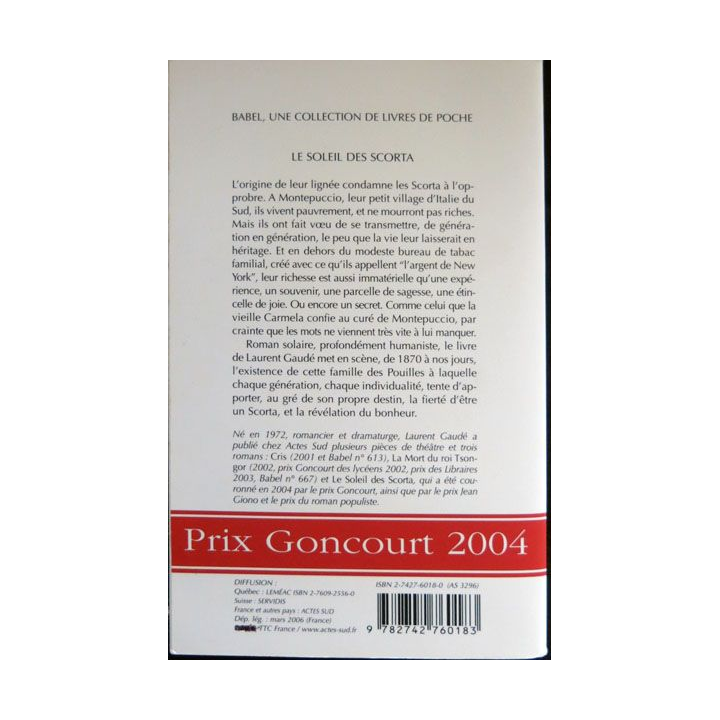 BABEL, UNE COLLECTION DE LIVRES DE POCHE
LE SOLEIL DES SCORTA
L'origine de leur lignée condamne les Scorta à l'op-
probre. A Montepuccio, leur petit village d'Italie du
Sud, ils vivent pauvrement, et ne mourront pas riches.
Mais ils ont fait vœu de se transmettre, de généra-
tion en génération, le peu que la vie leur laisserait en
héritage. Et en dehors du modeste bureau de tabac
familial, créé avec ce qu'ils appellent “l'argent de New
York”, leur richesse est aussi immatérielle qu'une expé-
rience, un souvenir, une parcelle de sagesse, une étin-
celle de joie. Ou encore un secret. Comme celui que la
vieille Carmela confie au curé de Montepuccio, par
crainte que les mots ne viennent très vite à lui manquer.
Roman solaire, profondément humaniste, le livre
de Laurent Gaudé met en scène, de 1870 à nos jours,
l'existence de cette famille des Pouilles à laquelle
chaque génération, chaque individualité, tente d'ap-
porter, au gré de son propre destin, la fierté d'être
un Scorta, et la révélation du bonheur.
Né en 1972, romancier et dramaturge, Laurent Gaudé a
publié chez Actes Sud plusieurs pièces de théâtre et trois
romans : Cris (2001 et Babel n° 613), La Mort du roi Tson-
gor (2002, prix Goncourt des lycéens 2002, prix des Libraires
2003, Babel n° 667) et Le Soleil des Scorta, qui a été cou-
ronné en 2004 par le prix Goncourt, ainsi que par le prix Jean
Giono et le prix du roman populiste.
Prix Goncourt 2004
DIFFUSION :
Québec : LEMÉAC ISBN 2-7609-2556-0
Suisse : SERVIDIS
France et autres pays : ACTES SUD
Dép. lég. : mars 2006 (France)
TTC France / www.actes-sud.fr
ISBN 2-7427-6018-0 (AS 3296)
9 782742 760183